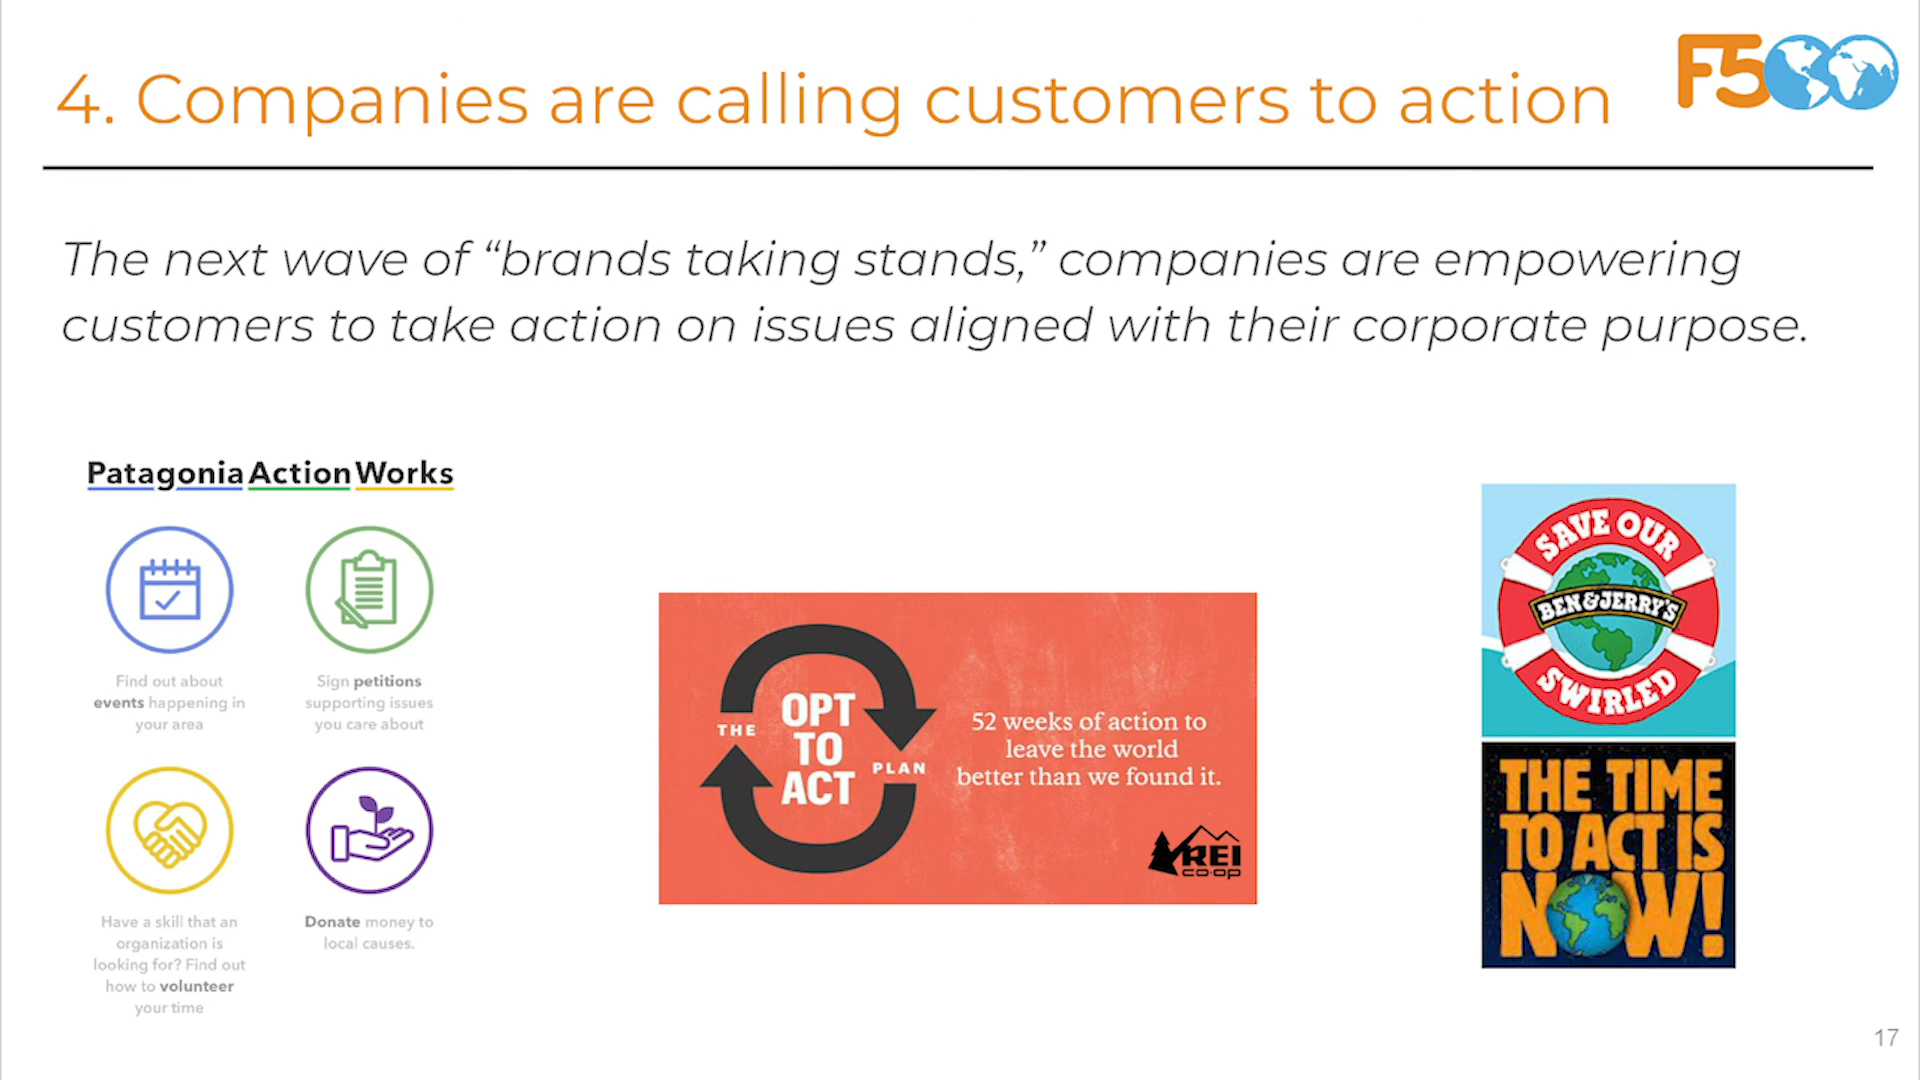 4. Companies are calling customers to action
F500
The next wave of “brands taking stands,” companies are empowering
customers to take action on issues aligned with their corporate purpose.
Patagonia Action Works
Find out about
events happening in
your area
Sign petitions
supporting issues
you care about
Have a skill that an
organization is
looking for? Find out
how to volunteer
your time
Donate money to
local causes.
THE
OPT
TO
ACT
PLAN
52 weeks of action to
leave the world
better than we found it.
REI
co-op
SAVE OUR
BEN & JERRY'S
SWIRLED
THE TIME
TO ACT IS
NOW!
17